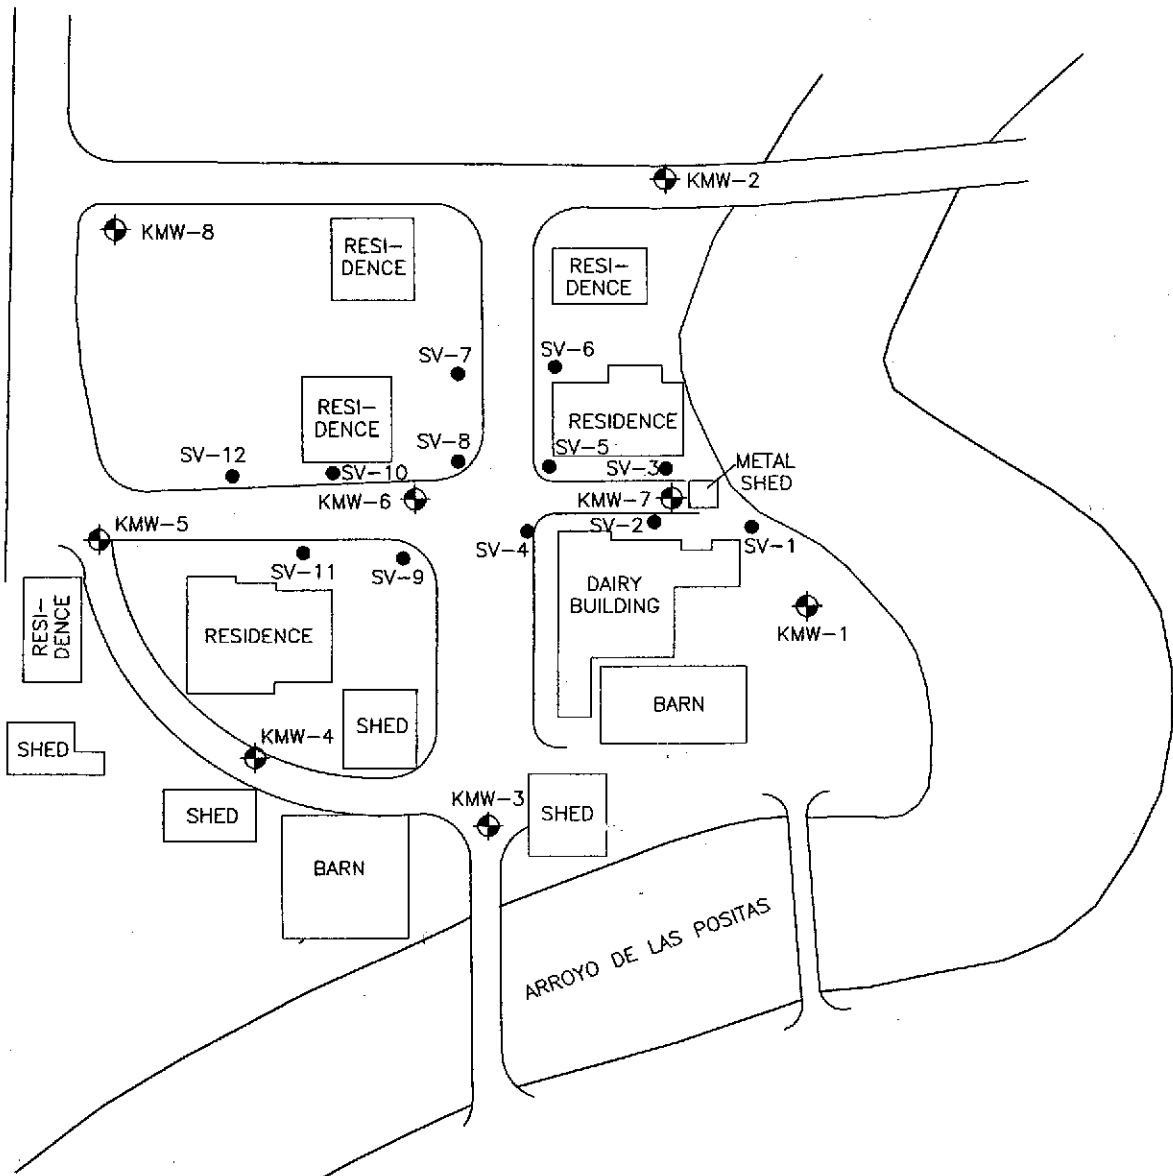 KMW-2
KMW-8
RESI-
DENCE
RESI-
DENCE
SV-7
SV-6
RESI-
DENCE
RESIDENCE
SV-8
SV-12
SV-10
SV-5
SV-3
METAL
SHED
KMW-6
KMW-7
KMW-5
SV-2
SV-1
SV-4
SV-11
SV-9
DAIRY
BUILDING
RESI-
DENCE
RESIDENCE
KMW-1
BARN
SHED
KMW-4
SHED
KMW-3
SHED
SHED
BARN
ARROYO DE LAS POSITAS